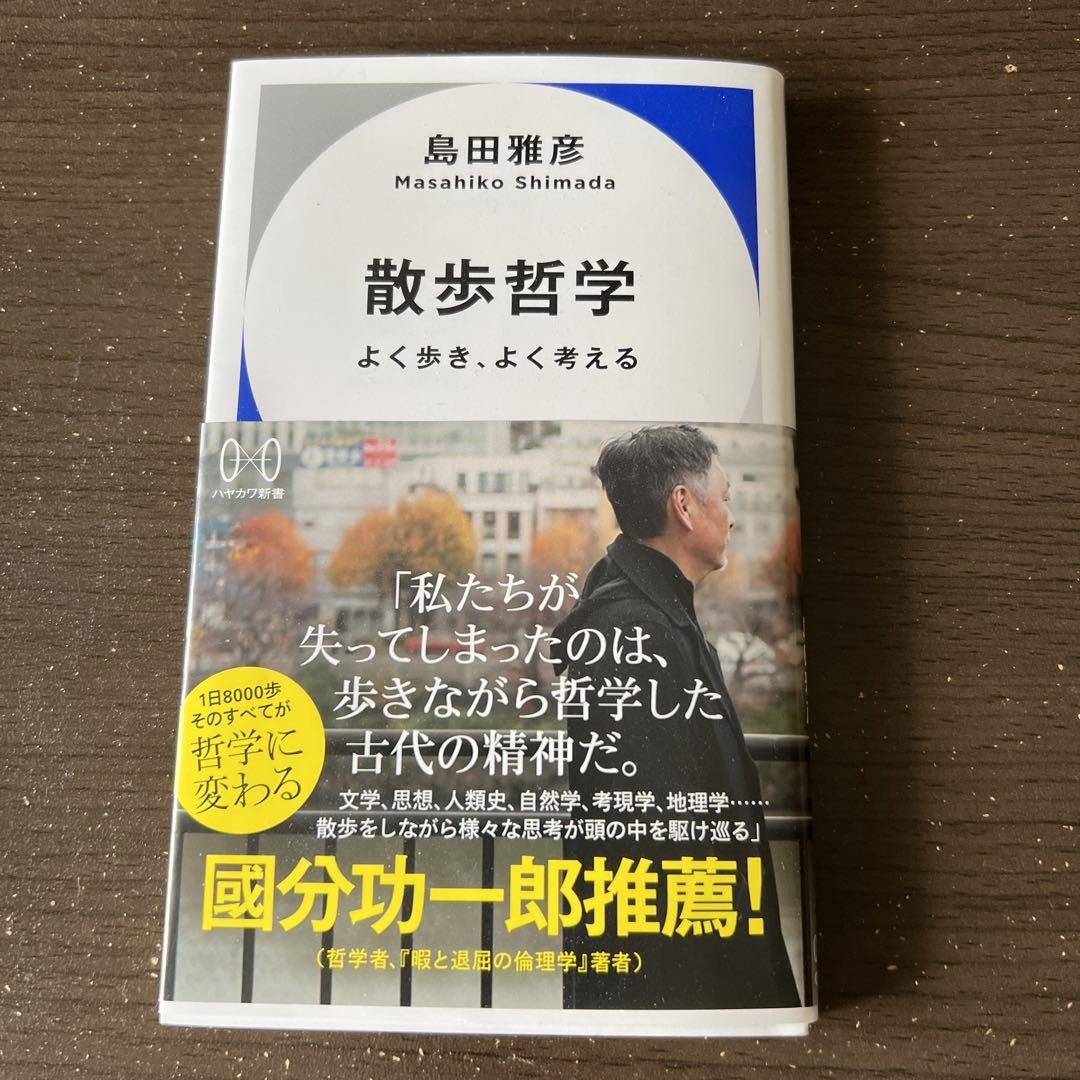 島田雅彦
Masahiko Shimada
散歩哲学
よく歩き、よく考える
ハヤカワ新書
「私たちが
失ってしまったのは、
歩きながら哲学した
古代の精神だ。
文学、思想、人類史、自然学、考現学、地理学……
散歩をしながら様々な思考が頭の中を駆け巡る」
1日8000歩
そのすべてが
哲学に
変わる
國分功一郎推薦!
(哲学者、『暇と退屈の倫理学』著者)